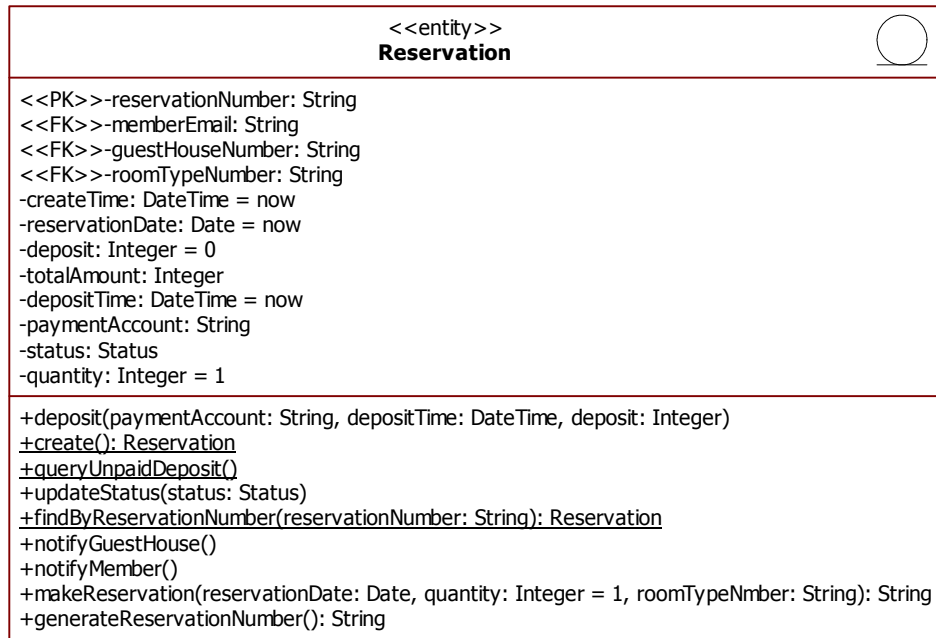 <<entity>>
Reservation
<<PK>>-reservationNumber: String
<<FK>>-memberEmail: String
<<FK>>-guestHouseNumber: String
<<FK>>-roomTypeNumber: String
-createTime: DateTime = now
-reservationDate: Date = now
-deposit: Integer = 0
-totalAmount: Integer
-depositTime: DateTime = now
-paymentAccount: String
-status: Status
-quantity: Integer = 1
+deposit(paymentAccount: String, depositTime: DateTime, deposit: Integer)
+create(): Reservation
+queryUnpaidDeposit()
+updateStatus(status: Status)
+findByReservationNumber(reservationNumber: String): Reservation
+notifyGuestHouse()
+notifyMember()
+makeReservation(reservationDate: Date, quantity: Integer = 1, roomTypeNmber: String): String
+generateReservationNumber(): String